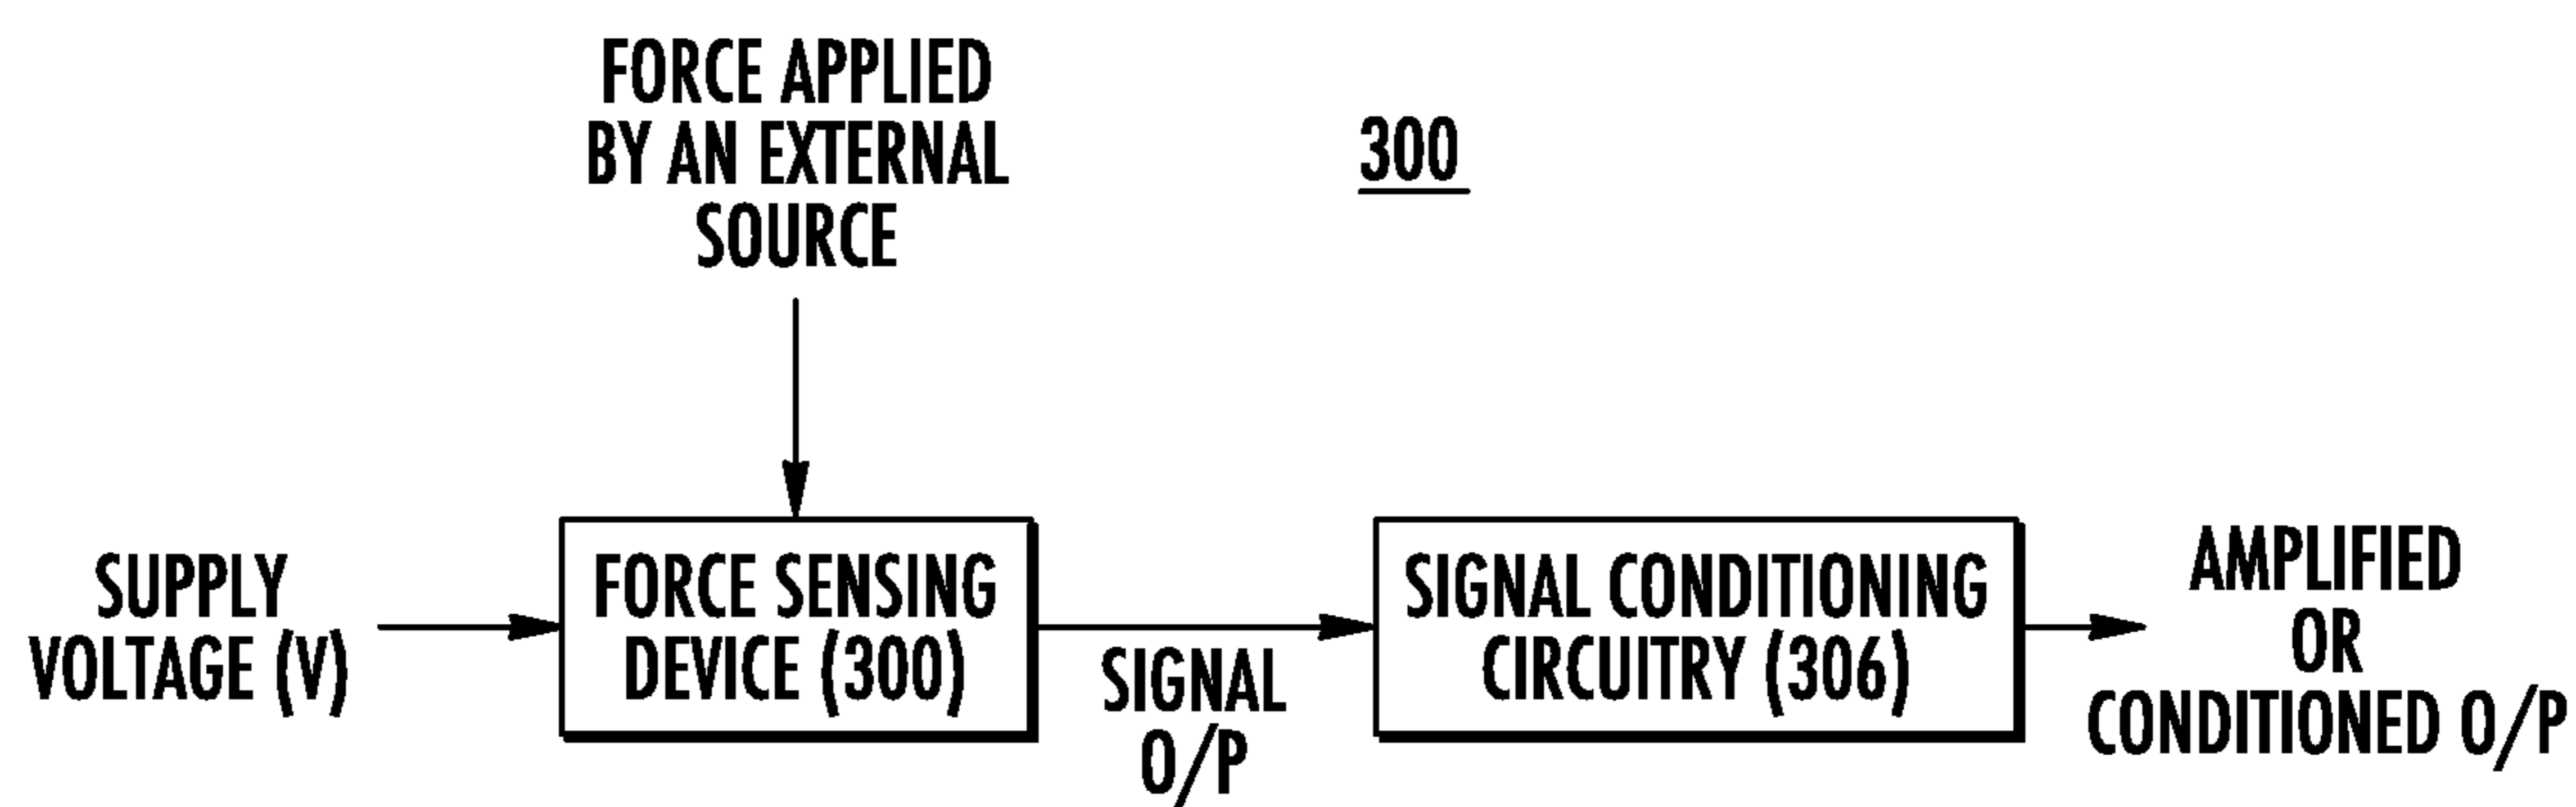 FORCE APPLIED
BY AN EXTERNAL
SOURCE
300
SUPPLY
VOLTAGE (V)
FORCE SENSING
DEVICE (300)
SIGNAL
O/P
SIGNAL CONDITIONING
CIRCUITRY (306)
AMPLIFIED
OR
CONDITIONED O/P